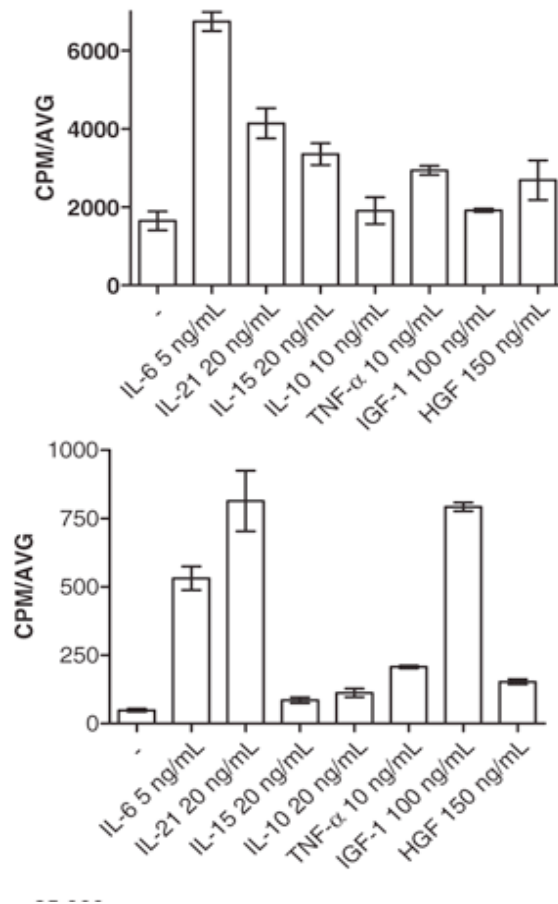 CPM/AVG
6000
4000
2000
0
-
IL-6 5 ng/mL
IL-21 20 ng/mL
IL-15 20 ng/mL
IL-10 10 ng/mL
TNF-α 10 ng/mL
IGF-1 100 ng/mL
HGF 150 ng/mL
CPM/AVG
1000
750
500
250
0
-
IL-6 5 ng/mL
IL-21 20 ng/mL
IL-15 20 ng/mL
IL-10 20 ng/mL
TNF-α 10 ng/mL
IGF-1 100 ng/mL
HGF 150 ng/mL